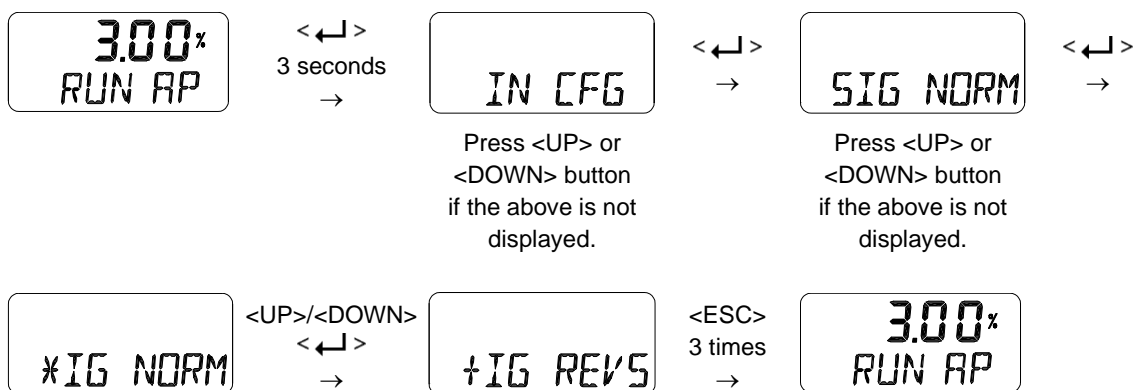 3.00%
RUN AP
< ↵ >
3 seconds
→
IN CFG
Press <UP> or
<DOWN> button
if the above is not
displayed.
< ↵ >
→
SIG NORM
Press <UP> or
<DOWN> button
if the above is not
displayed.
< ↵ >
→
*IG NORM
<UP>/<DOWN>
< ↵ >
→
+IG REVS
<ESC>
3 times
→
3.00%
RUN AP